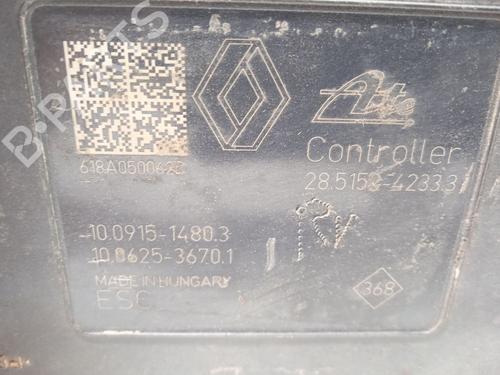 B-PARTS
Ate
Controller
618A0500422
28.5158-4233.3
10.0915-1480.3
10.0625-3670.1
MADE IN HUNGARY
ESC
368